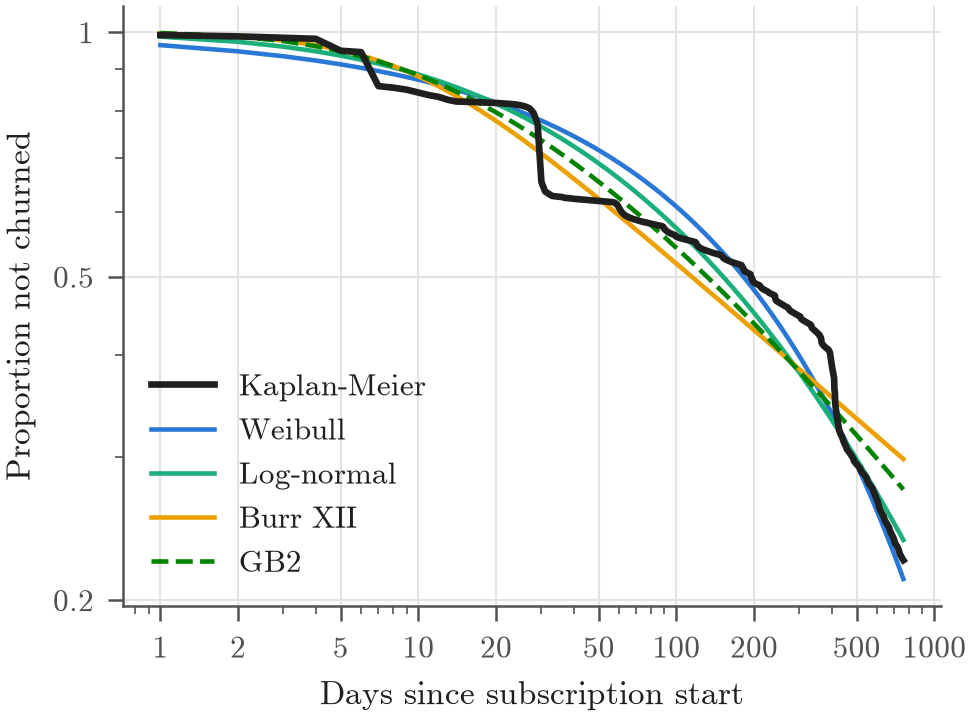 1
0.5
0.2
Proportion not churned
Kaplan-Meier
Weibull
Log-normal
Burr XII
GB2
1 2 5 10 20 50 100 200 500 1000
Days since subscription start